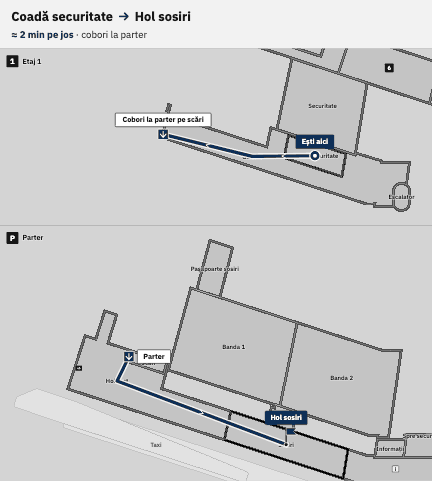 Coadă securitate → Hol sosiri
≈ 2 min pe jos · cobori la parter
1 Etaj 1
6
Securitate
Cobori la parter pe scări
Ești aici
Escalator
P Parter
Pașapoarte sosiri
Banda 1
Parter
Banda 2
Hol sosiri
Taxi
Informații
i